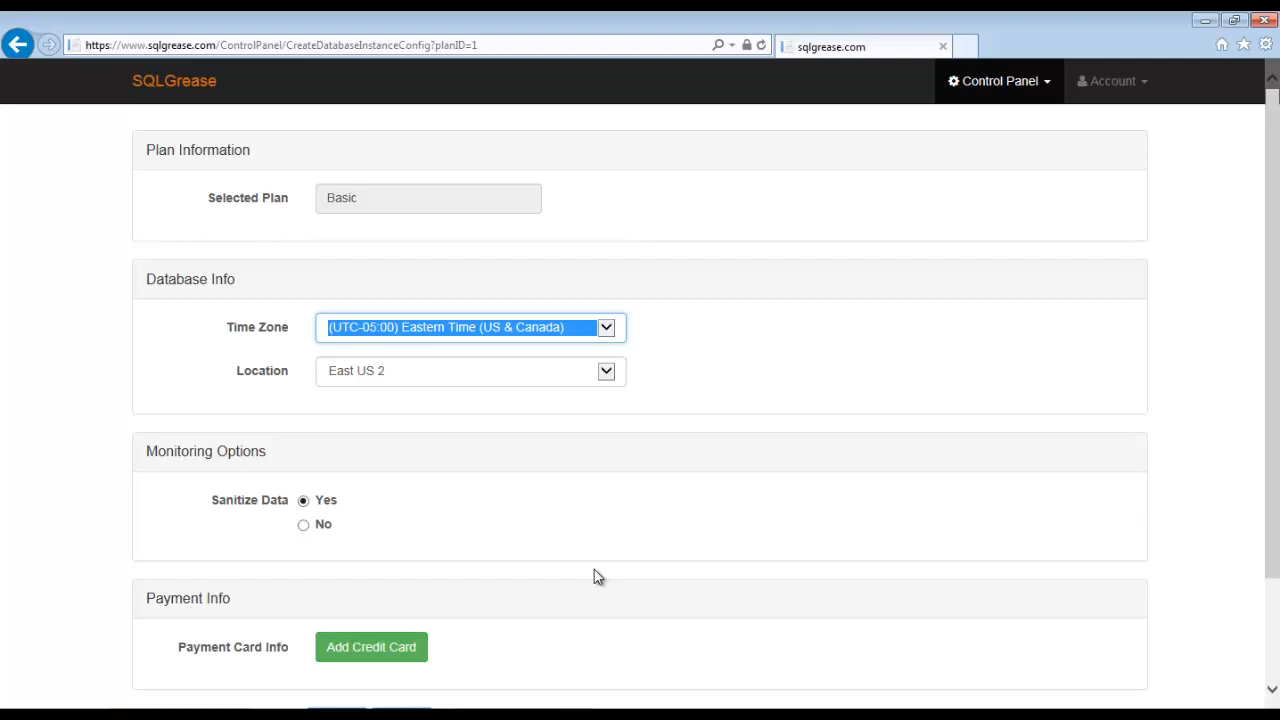 https://www.sqlgrease.com/ControlPanel/CreateDatabaseInstanceConfig?planID=1
sqlgrease.com
SQLGrease
Control Panel
Account
Plan Information
Selected Plan
Basic
Database Info
Time Zone
(UTC-05:00) Eastern Time (US & Canada)
Location
East US 2
Monitoring Options
Sanitize Data
Yes
No
Payment Info
Payment Card Info
Add Credit Card